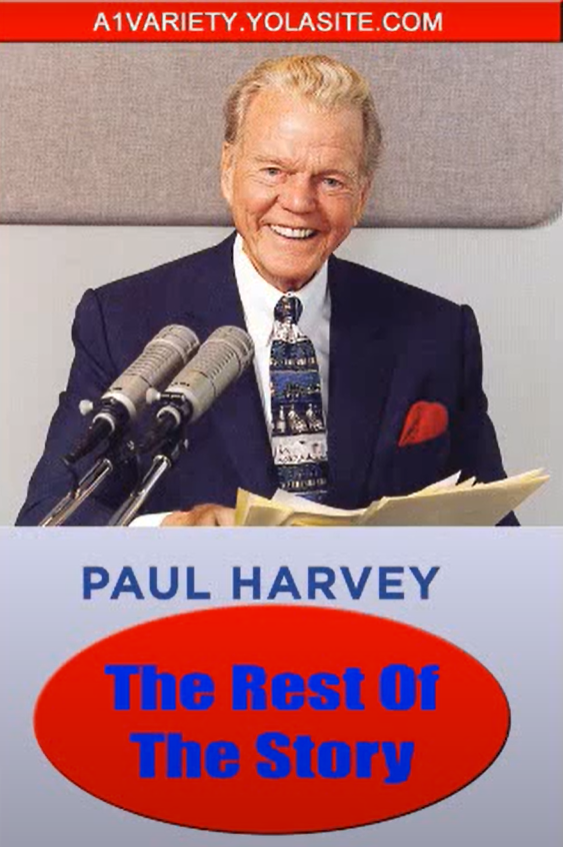 A1VARIETY.YOLASITE.COM
PAUL HARVEY
The Rest Of
The Story